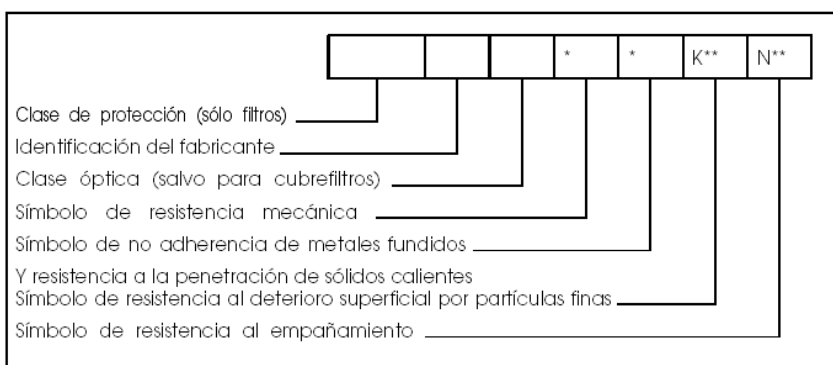 * * K** N**
Clase de protección (sólo filtros)
Identificación del fabricante
Clase óptica (salvo para cubrefiltros)
Símbolo de resistencia mecánica
Símbolo de no adherencia de metales fundidos
Y resistencia a la penetración de sólidos calientes
Símbolo de resistencia al deterioro superficial por partículas finas
Símbolo de resistencia al empañamiento